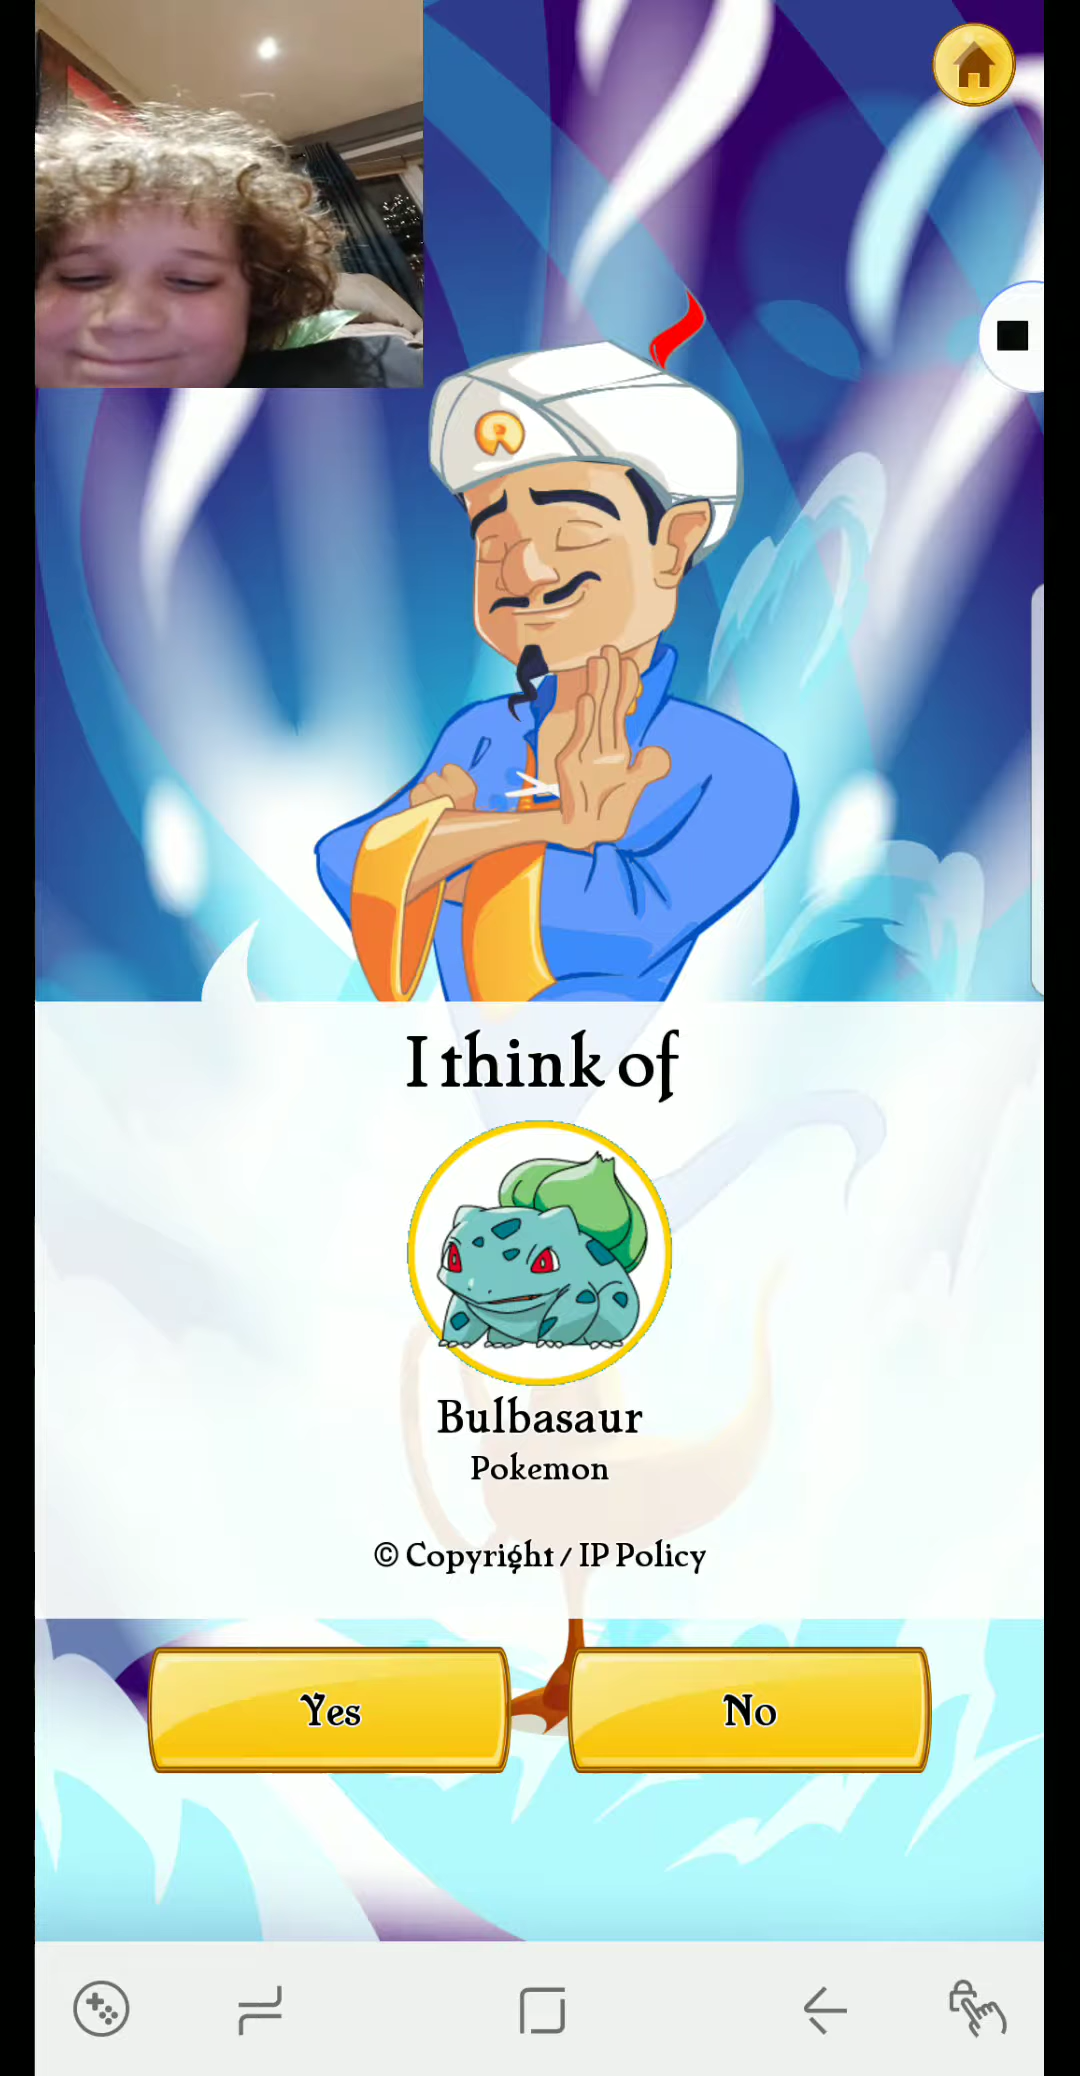 I think of
Bulbasaur
Pokemon
© Copyright / IP Policy
Yes
No